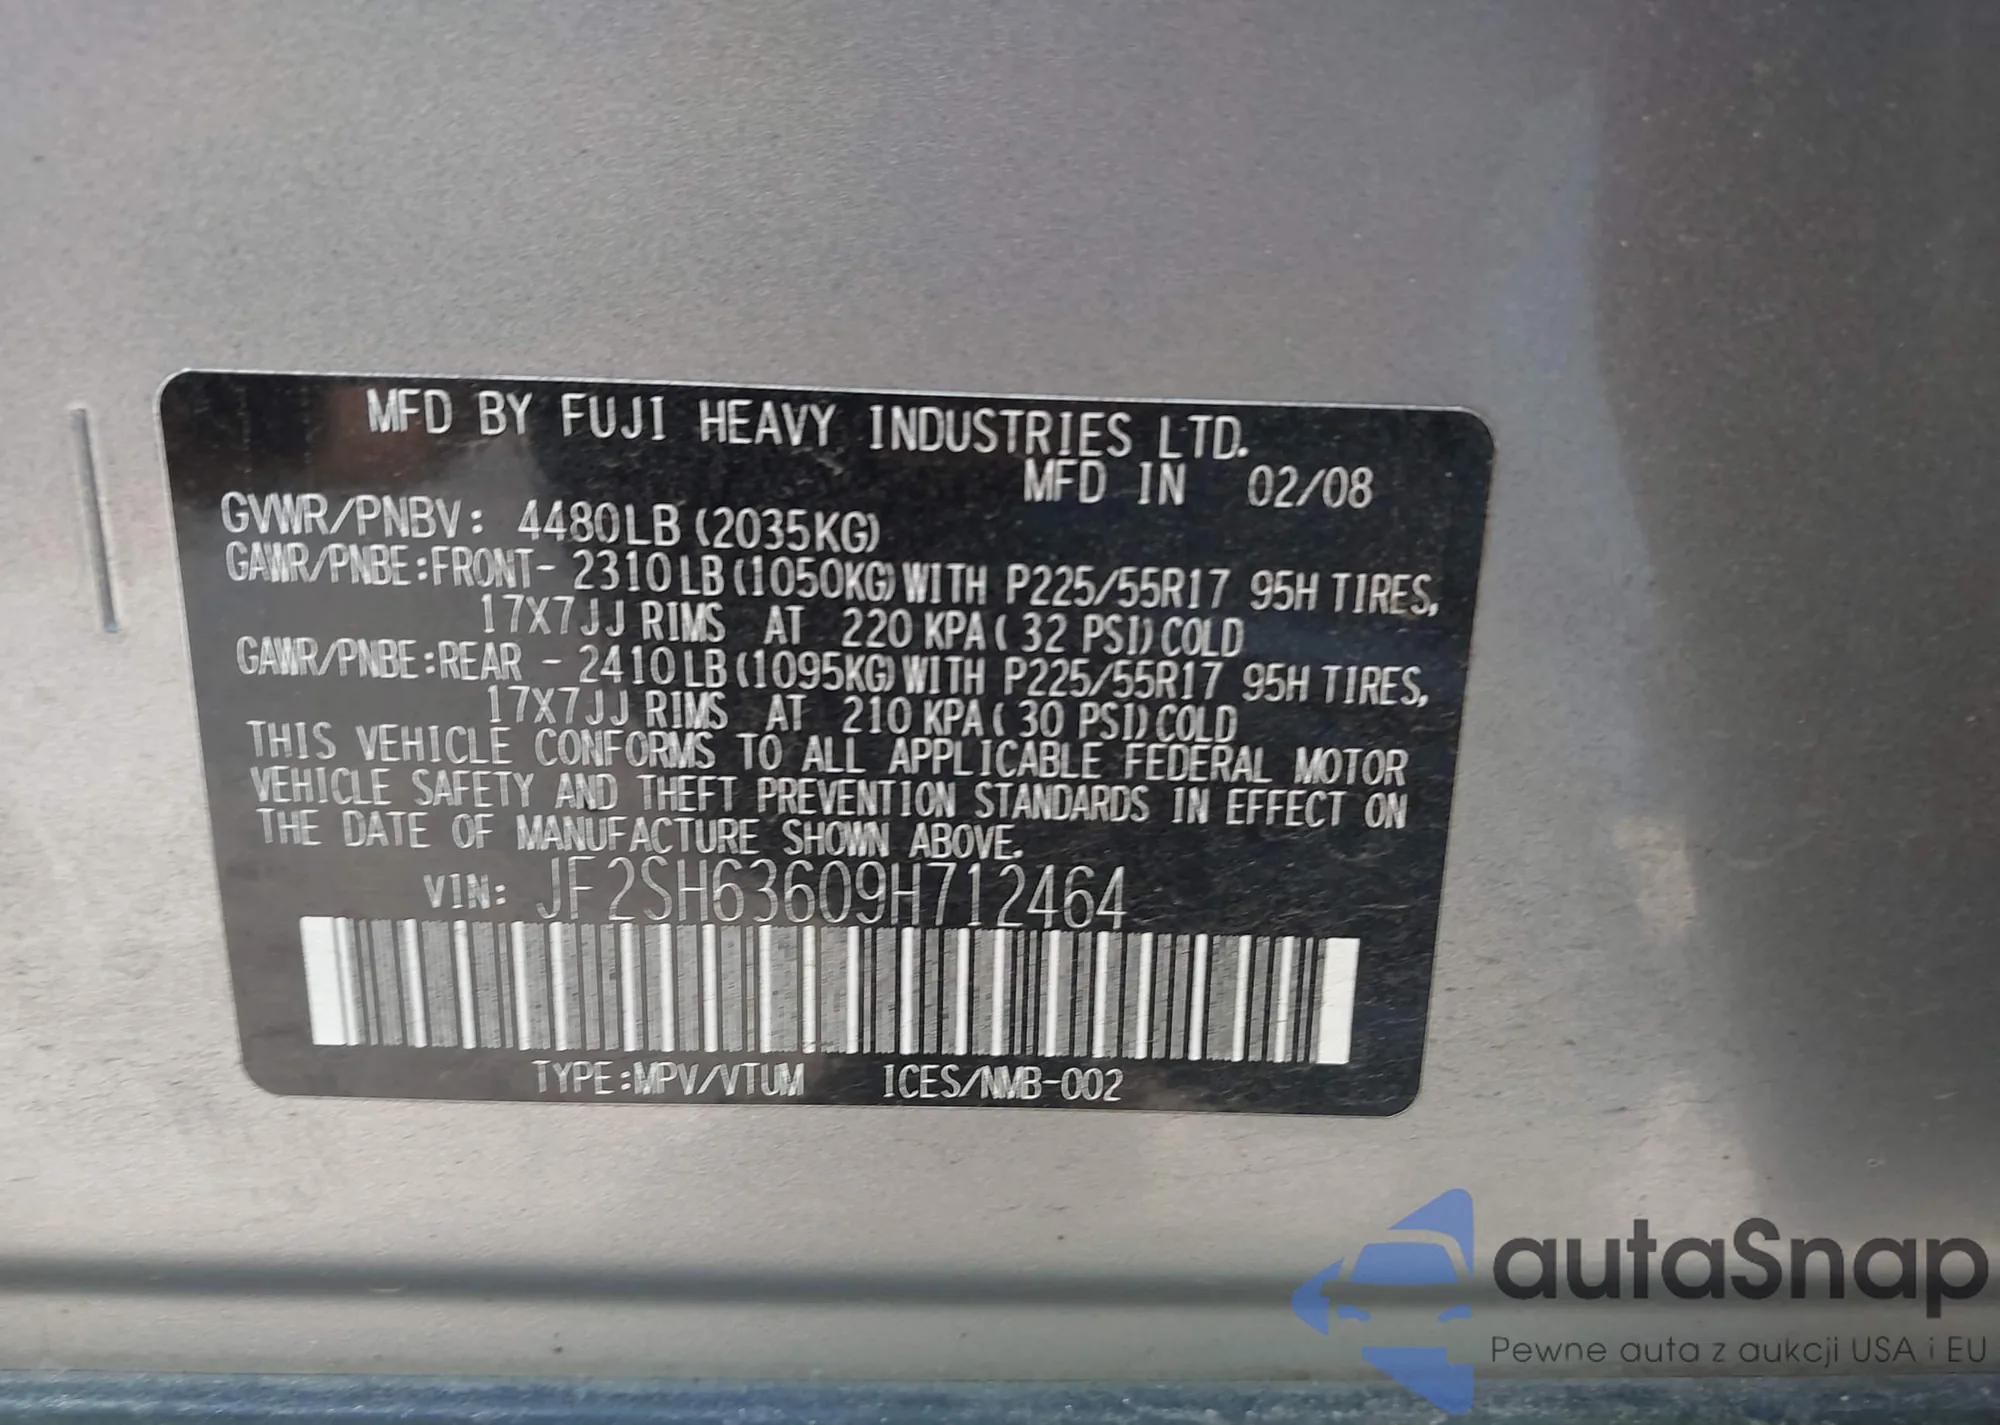 MFD BY FUJI HEAVY INDUSTRIES LTD.
MFD IN 02/08
GVWR/PNBV: 4480LB (2035KG)
GAWR/PNBE:FRONT- 2310LB(1050KG)WITH P225/55R17 95H TIRES,
17X7JJ RIMS AT 220 KPA( 32 PSI)COLD
GAWR/PNBE:REAR - 2410LB(1095KG)WITH P225/55R17 95H TIRES,
17X7JJ RIMS AT 210 KPA( 30 PSI)COLD
THIS VEHICLE CONFORMS TO ALL APPLICABLE FEDERAL MOTOR
VEHICLE SAFETY AND THEFT PREVENTION STANDARDS IN EFFECT ON
THE DATE OF MANUFACTURE SHOWN ABOVE.
VIN: JF2SH63609H712464
TYPE:MPV/VTUM ICES/NMB-002
autaSnap
Pewne auta z aukcji USA i EU